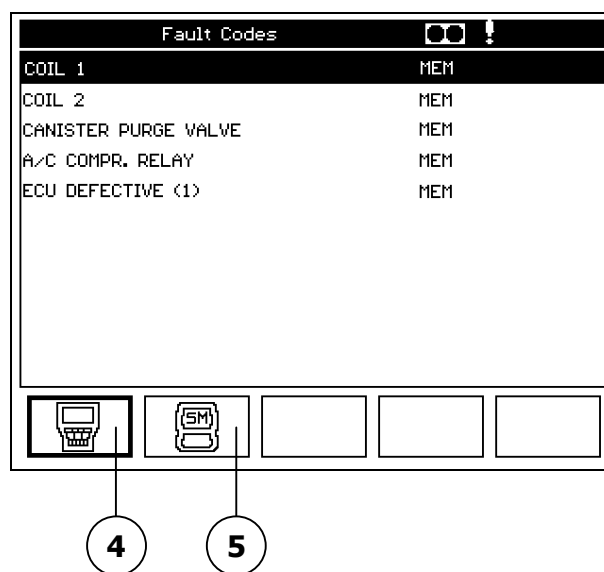 Fault Codes
COIL 1 MEM
COIL 2 MEM
CANISTER PURGE VALVE MEM
A/C COMPR. RELAY MEM
ECU DEFECTIVE (1) MEM
SM
4 5